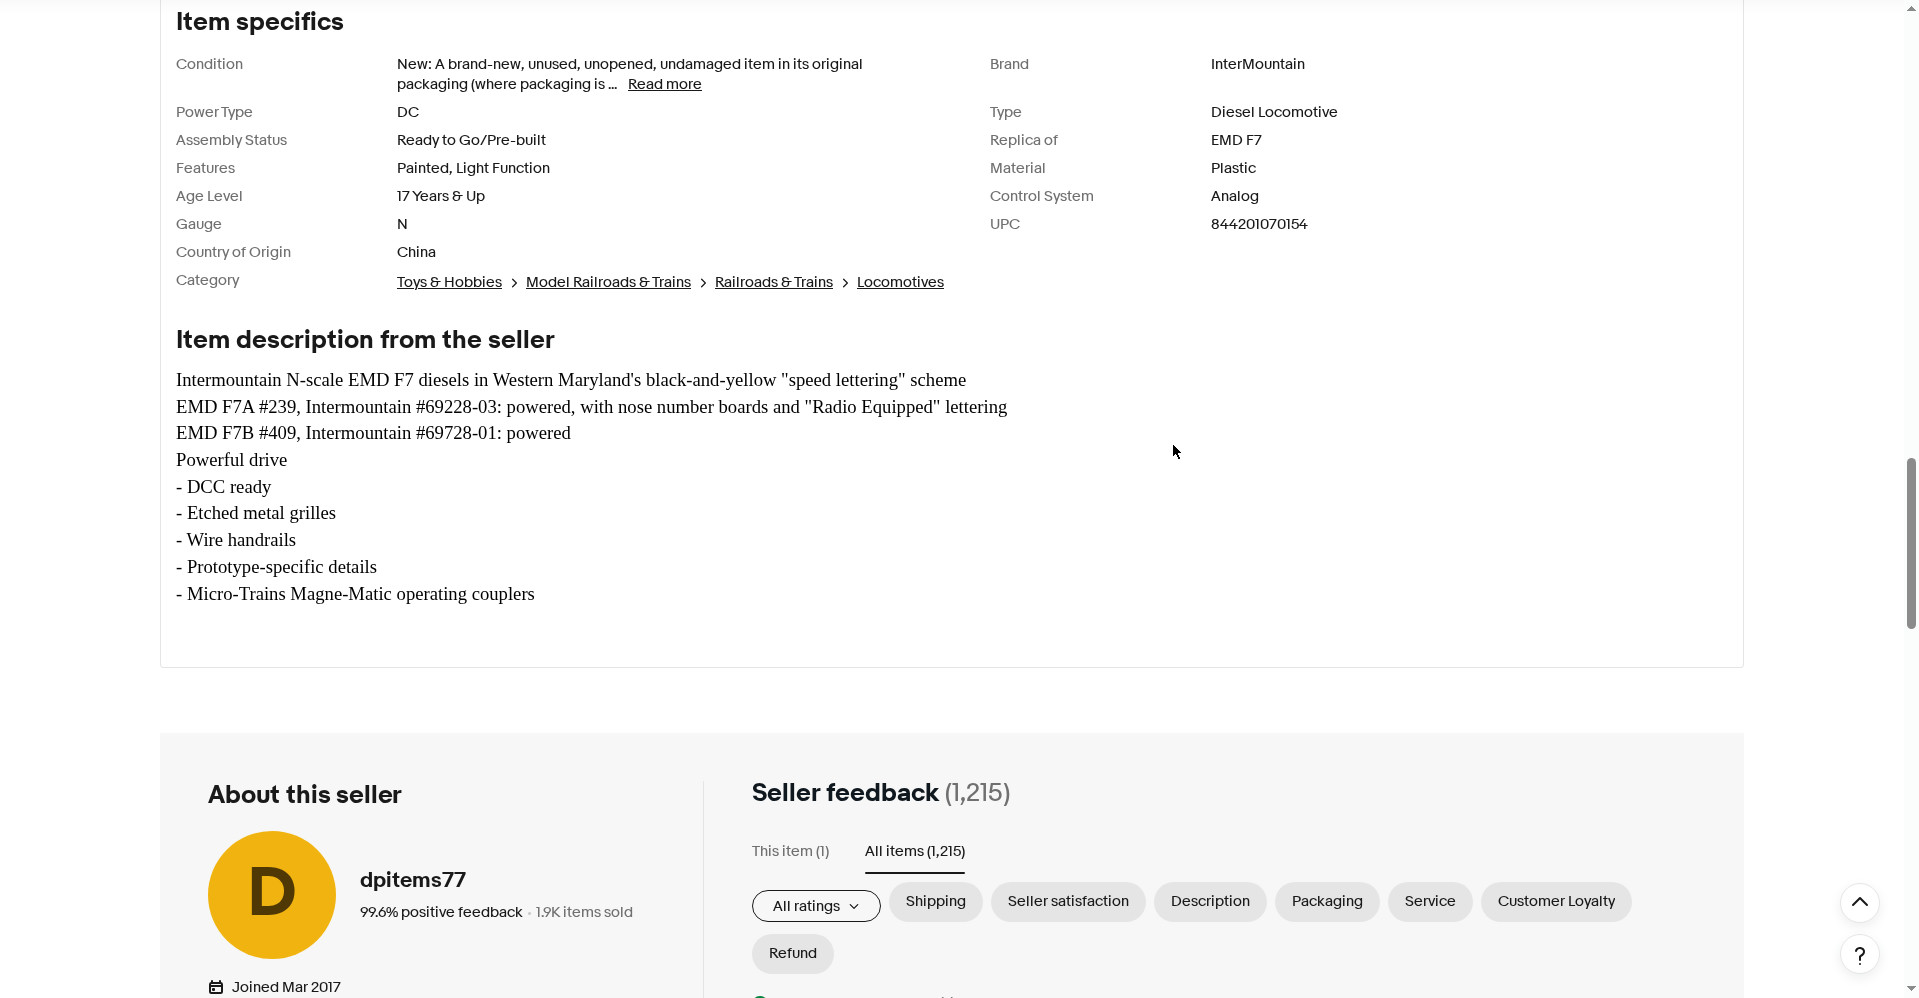 Item specifics
Condition
New: A brand-new, unused, unopened, undamaged item in its original
packaging (where packaging is ... Read more
Brand
InterMountain
Power Type
DC
Type
Diesel Locomotive
Assembly Status
Ready to Go/Pre-built
Replica of
EMD F7
Features
Painted, Light Function
Material
Plastic
Age Level
17 Years & Up
Control System
Analog
Gauge
N
UPC
844201070154
Country of Origin
China
Category
Toys & Hobbies > Model Railroads & Trains > Railroads & Trains > Locomotives
Item description from the seller
Intermountain N-scale EMD F7 diesels in Western Maryland's black-and-yellow "speed lettering" scheme
EMD F7A #239, Intermountain #69228-03: powered, with nose number boards and "Radio Equipped" lettering
EMD F7B #409, Intermountain #69728-01: powered
Powerful drive
- DCC ready
- Etched metal grilles
- Wire handrails
- Prototype-specific details
- Micro-Trains Magne-Matic operating couplers
About this seller
D
dpitems77
99.6% positive feedback · 1.9K items sold
Joined Mar 2017
Seller feedback (1,215)
This item (1)
All items (1,215)
All ratings
Shipping
Seller satisfaction
Description
Packaging
Service
Customer Loyalty
Refund
?